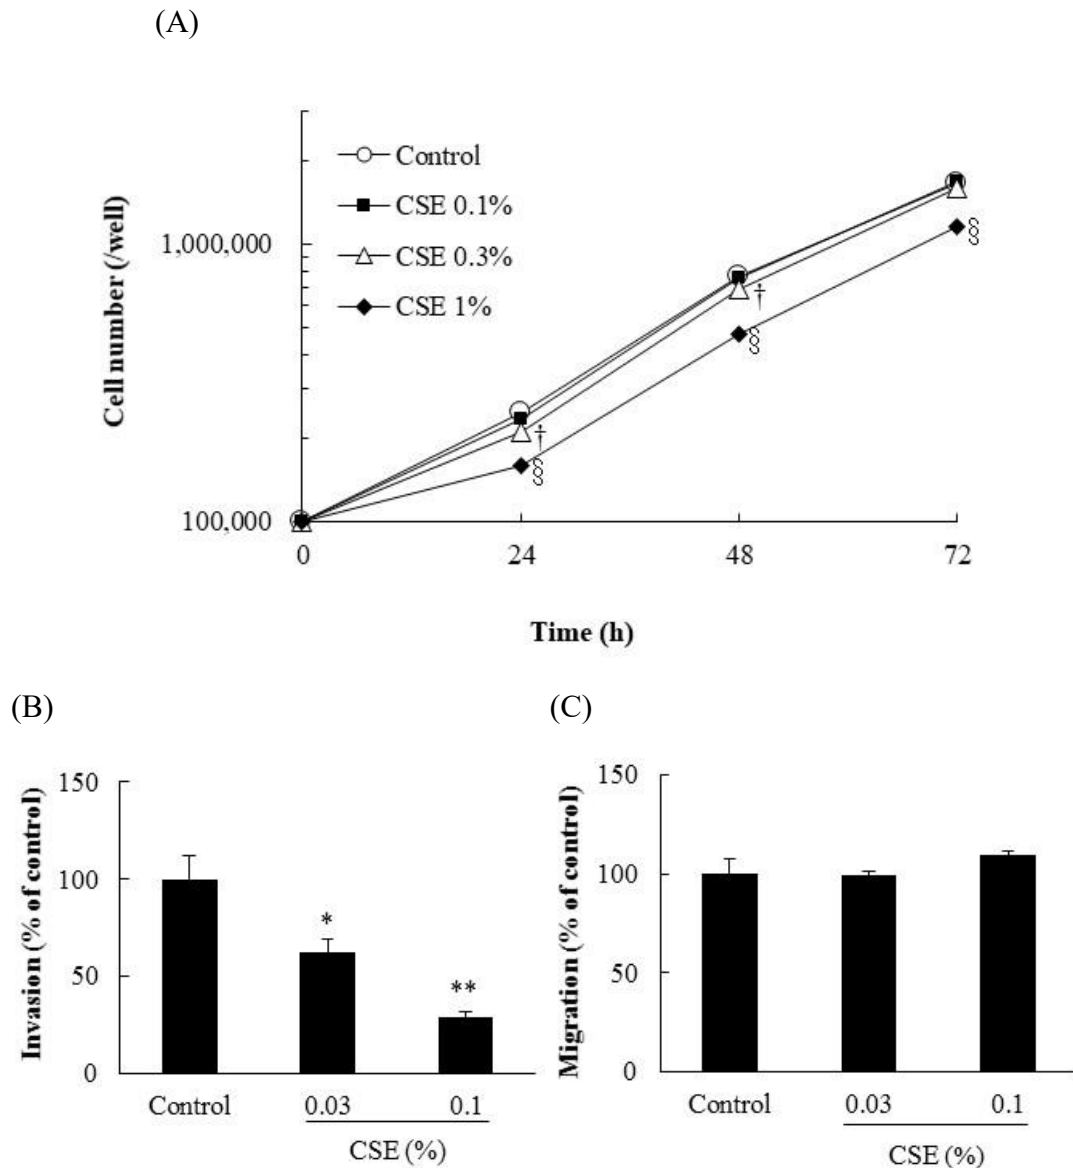 (A)
Cell number (/well)
1,000,000
100,000
Control
CSE 0.1%
CSE 0.3%
CSE 1%
†
§
†
§
§
0
24
48
72
Time (h)
(B)
Invasion (% of control)
150
100
50
0
*
**
Control
0.03
0.1
CSE (%)
(C)
Migration (% of control)
150
100
50
0
Control
0.03
0.1
CSE (%)